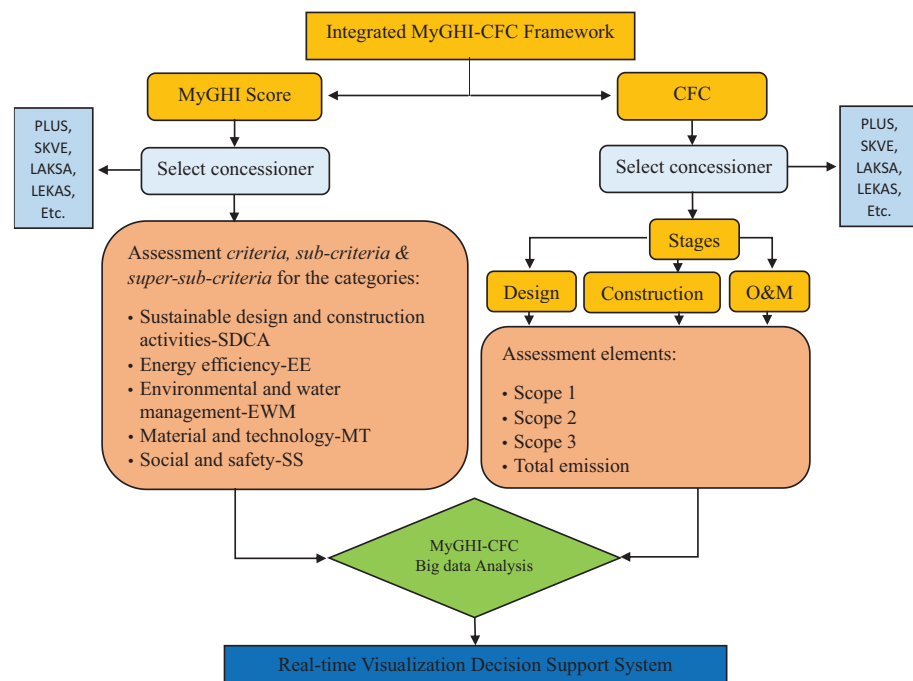 Integrated MyGHI-CFC Framework
MyGHI Score
CFC
PLUS,
SKVE,
LAKSA,
LEKAS,
Etc.
Select concessioner
Select concessioner
PLUS,
SKVE,
LAKSA,
LEKAS,
Etc.
Assessment criteria, sub-criteria &
super-sub-criteria for the categories:
• Sustainable design and construction
activities-SDCA
• Energy efficiency-EE
• Environmental and water
management-EWM
• Material and technology-MT
• Social and safety-SS
Stages
Design
Construction
O&M
Assessment elements:
• Scope 1
• Scope 2
• Scope 3
• Total emission
MyGHI-CFC
Big data Analysis
Real-time Visualization Decision Support System